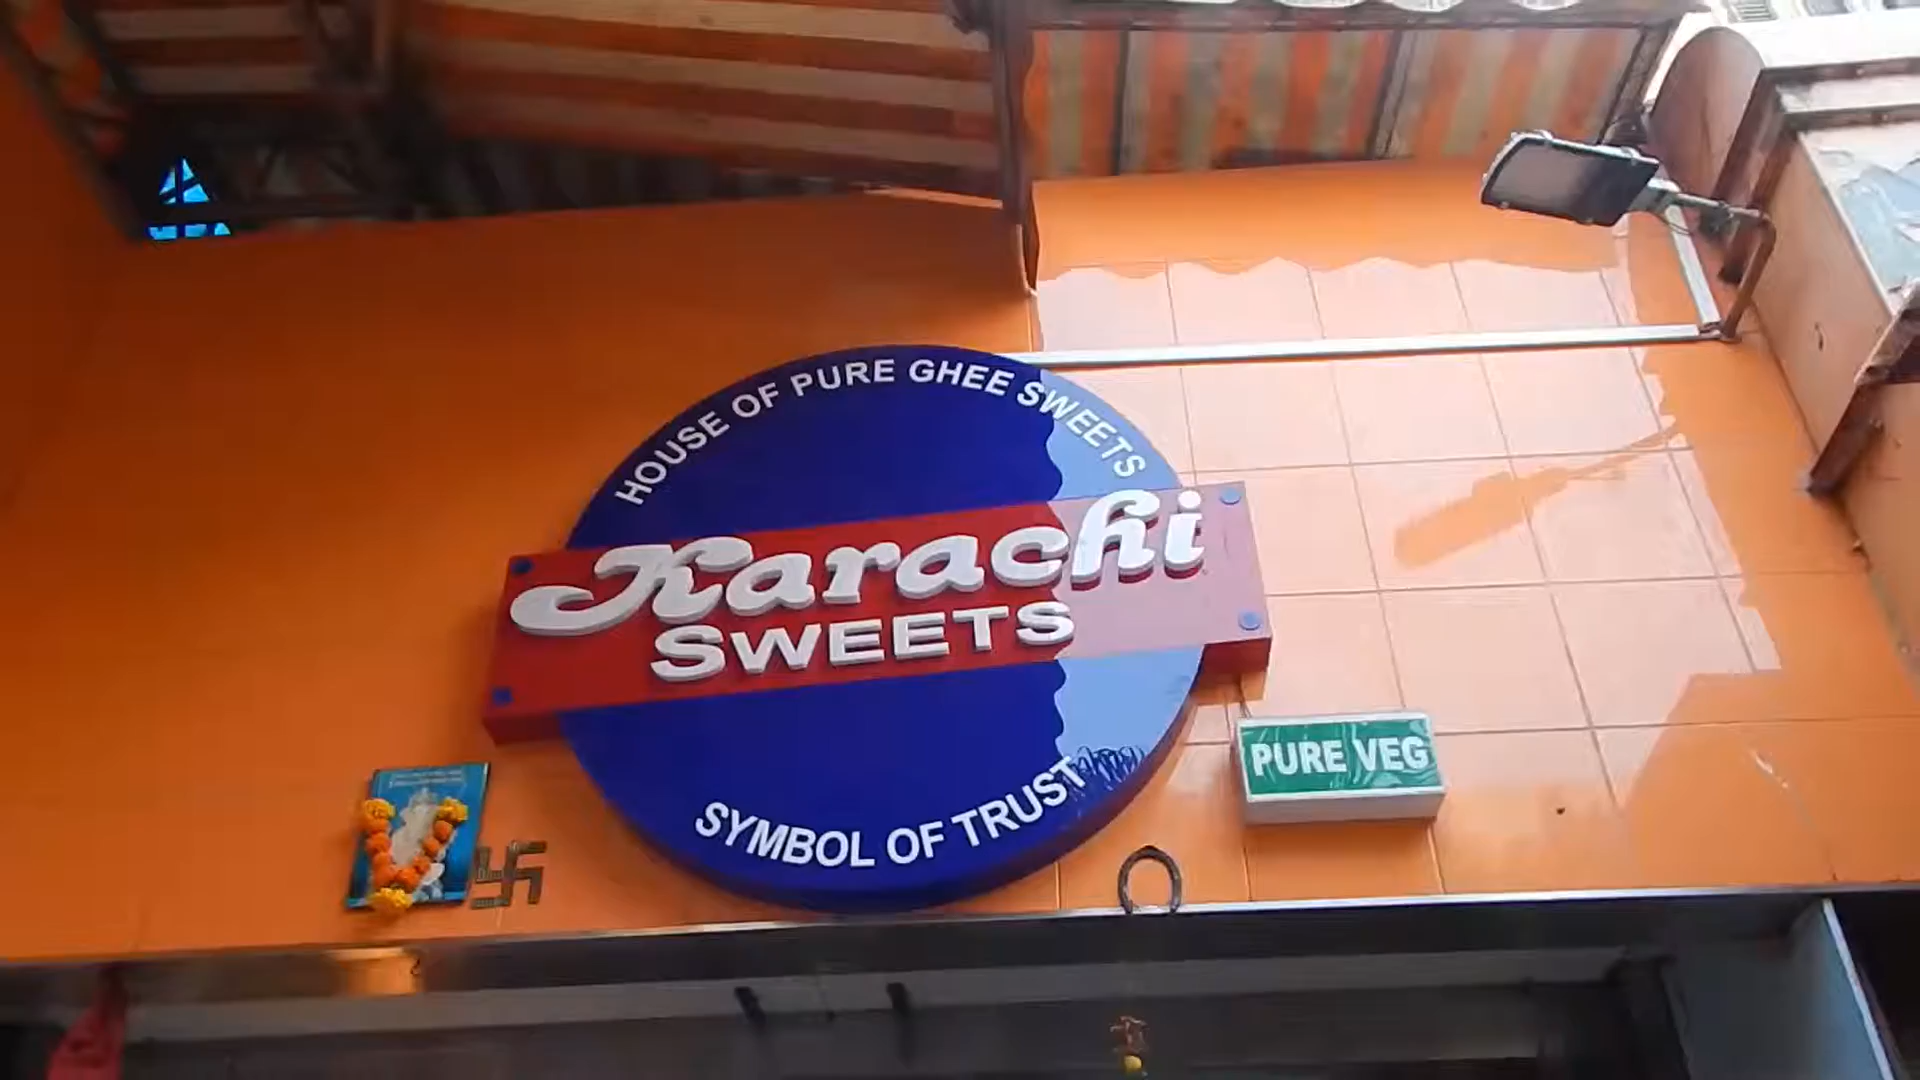 HOUSE OF PURE GHEE SWEETS
Karachi
SWEETS
SYMBOL OF TRUST
PURE VEG